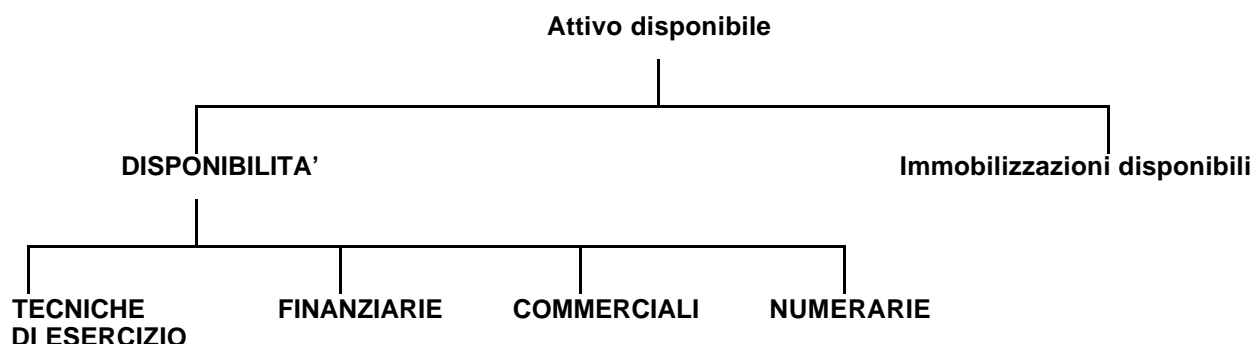 Attivo disponibile
DISPONIBILITA’ Immobilizzazioni disponibili
TECNICHE FINANZIARIE COMMERCIALI NUMERARIE
DI ESERCIZIO